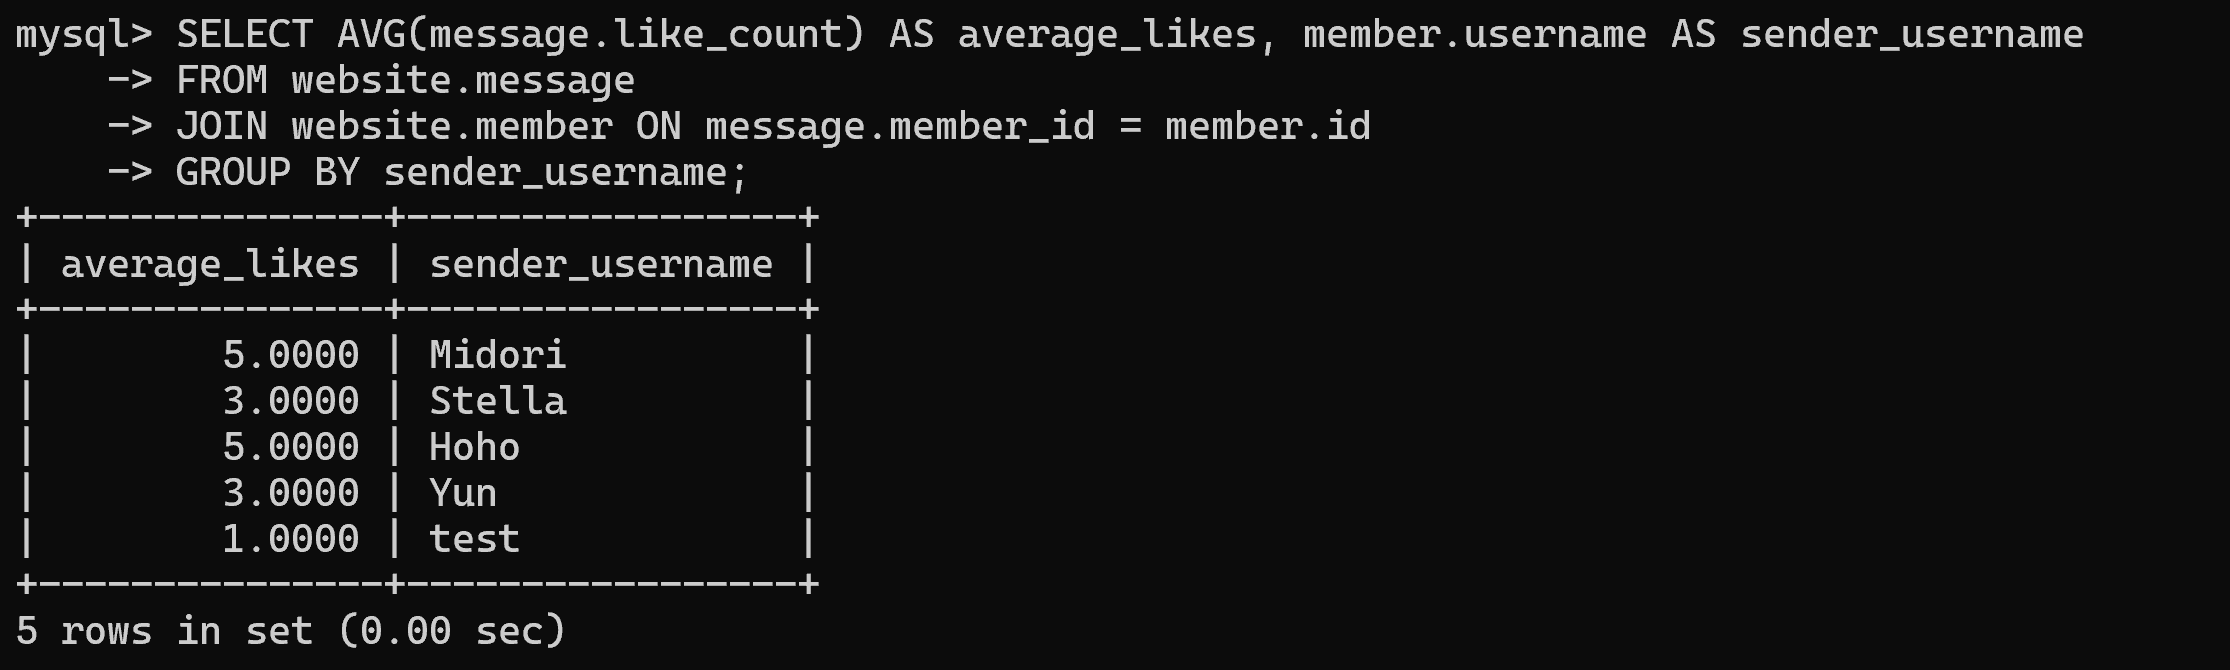 mysql> SELECT AVG(message.like_count) AS average_likes, member.username AS sender_username
    -> FROM website.message
    -> JOIN website.member ON message.member_id = member.id
    -> GROUP BY sender_username;
+---------------+-----------------+
| average_likes | sender_username |
+---------------+-----------------+
|        5.0000 | Midori          |
|        3.0000 | Stella          |
|        5.0000 | Hoho            |
|        3.0000 | Yun             |
|        1.0000 | test            |
+---------------+-----------------+
5 rows in set (0.00 sec)